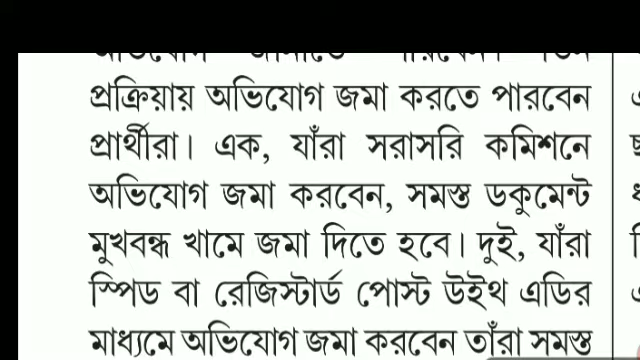 প্রক্রিয়ায় অভিযোগ জমা করতে পারবেন
প্রার্থীরা। এক, যাঁরা সরাসরি কমিশনে
অভিযোগ জমা করবেন, সমস্ত ডকুমেন্ট
মুখবন্ধ খামে জমা দিতে হবে। দুই, যাঁরা
স্পিড বা রেজিস্টার্ড পোস্ট উইথ এডির
মাধ্যমে অভিযোগ জমা করবেন তাঁরা সমস্ত